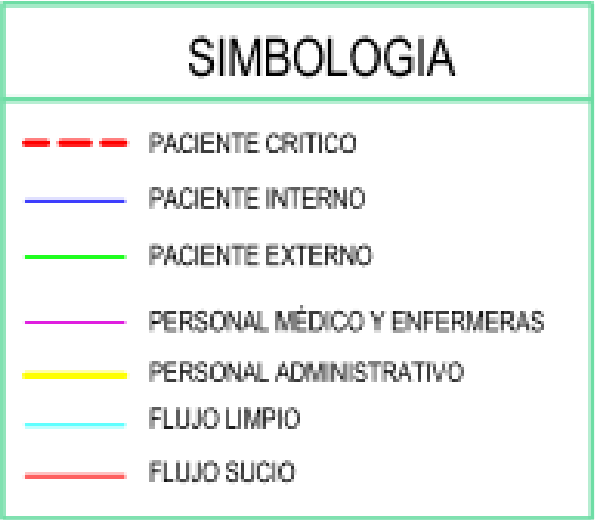 SIMBOLOGIA
PACIENTE CRITICO
PACIENTE INTERNO
PACIENTE EXTERNO
PERSONAL MÉDICO Y ENFERMERAS
PERSONAL ADMINISTRATIVO
FLUJO LIMPIO
FLUJO SUCIO